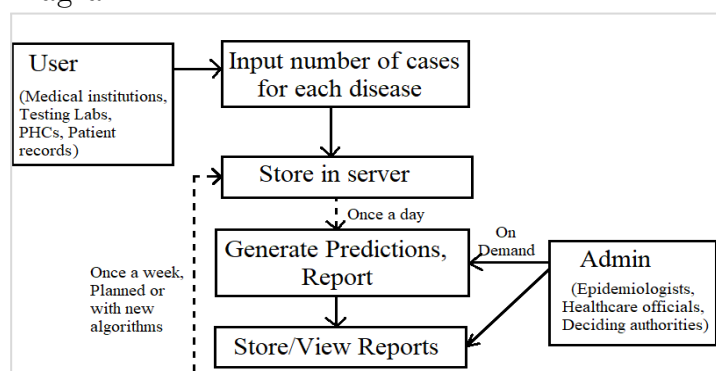 User
(Medical institutions,
Testing Labs,
PHCs, Patient
records)
Input number of cases
for each disease
Store in server
Once a day
Generate Predictions,
Report
On
Demand
Admin
(Epidemiologists,
Healthcare officials,
Deciding authorities)
Once a week,
Planned or
with new
algorithms
Store/View Reports